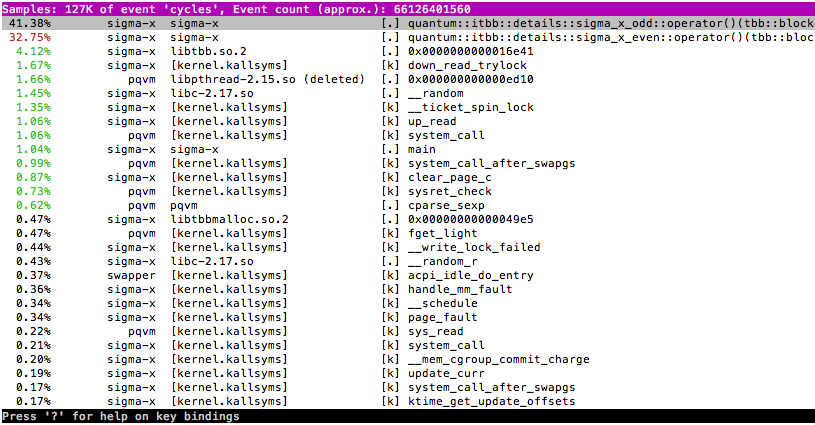 Samples: 127K of event 'cycles', Event count (approx.): 66126401560
41.38% sigma-x sigma-x [.] quantum::itbb::details::sigma_x_odd::operator()(tbb::block
32.75% sigma-x sigma-x [.] quantum::itbb::details::sigma_x_even::operator()(tbb::bloc
4.12% sigma-x libtbb.so.2 [.] 0x0000000000016e41
1.67% sigma-x [kernel.kallsyms] [k] down_read_trylock
1.66% pqvm libpthread-2.15.so (deleted) [.] 0x000000000000ed10
1.45% sigma-x libc-2.17.so [.] __random
1.35% sigma-x [kernel.kallsyms] [k] __ticket_spin_lock
1.06% sigma-x [kernel.kallsyms] [k] up_read
1.06% pqvm [kernel.kallsyms] [k] system_call
1.04% sigma-x sigma-x [.] main
0.99% pqvm [kernel.kallsyms] [k] system_call_after_swapgs
0.87% sigma-x [kernel.kallsyms] [k] clear_page_c
0.73% pqvm [kernel.kallsyms] [k] sysret_check
0.62% pqvm pqvm [.] cparse_sexp
0.47% sigma-x libtbbmalloc.so.2 [.] 0x00000000000049e5
0.47% pqvm [kernel.kallsyms] [k] fget_light
0.44% sigma-x [kernel.kallsyms] [k] __write_lock_failed
0.43% sigma-x libc-2.17.so [.] __random_r
0.37% swapper [kernel.kallsyms] [k] acpi_idle_do_entry
0.36% sigma-x [kernel.kallsyms] [k] handle_mm_fault
0.34% sigma-x [kernel.kallsyms] [k] __schedule
0.34% sigma-x [kernel.kallsyms] [k] page_fault
0.22% pqvm [kernel.kallsyms] [k] sys_read
0.21% sigma-x [kernel.kallsyms] [k] system_call
0.20% sigma-x [kernel.kallsyms] [k] __mem_cgroup_commit_charge
0.19% sigma-x [kernel.kallsyms] [k] update_curr
0.17% sigma-x [kernel.kallsyms] [k] system_call_after_swapgs
0.17% sigma-x [kernel.kallsyms] [k] ktime_get_update_offsets
Press '?' for help on key bindings